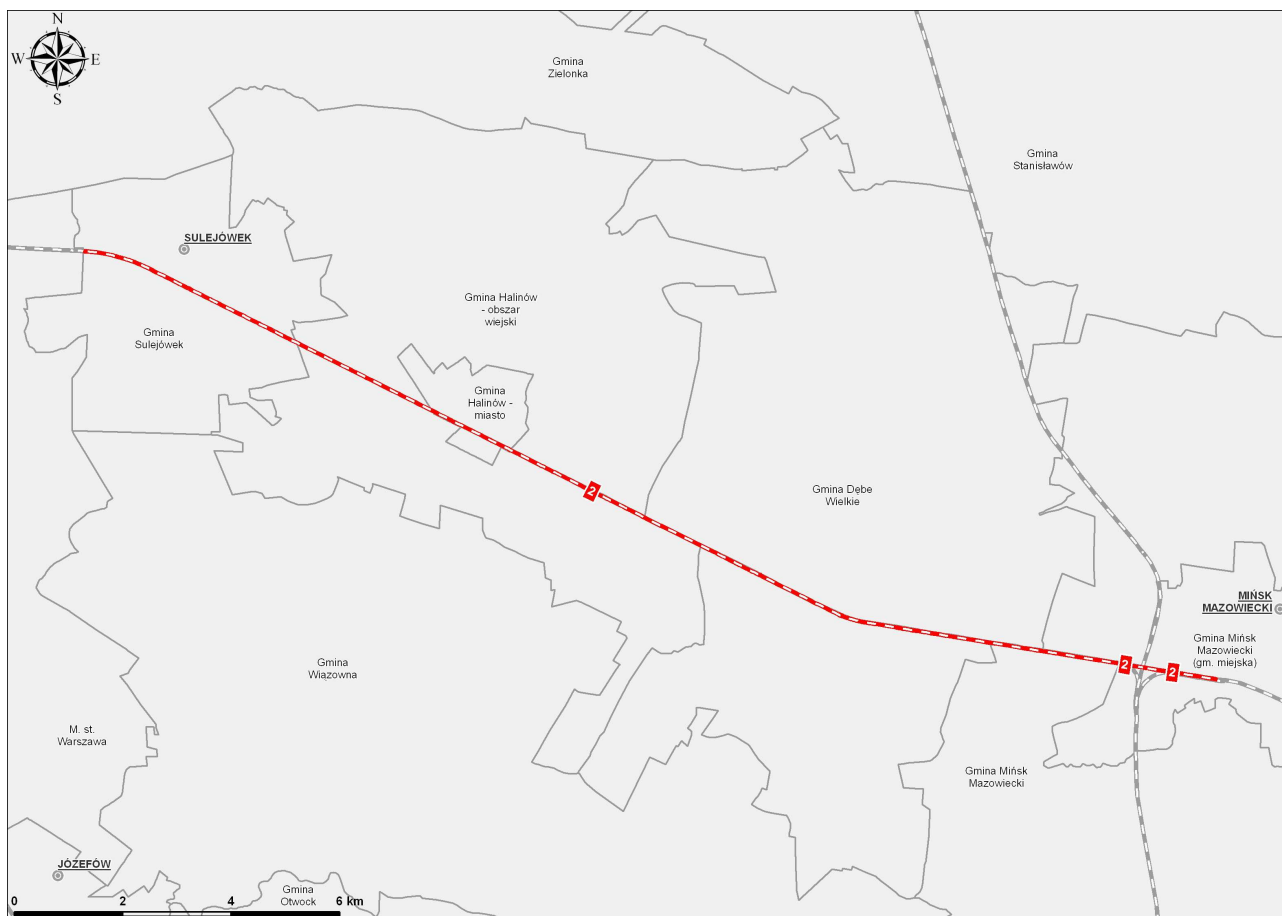 N
W
E
S
Gmina
Zielonka
Gmina
Stanisławów
SULEJÓWEK
Gmina Halinów
- obszar
wiejski
Gmina
Sulejówek
Gmina
Halinów -
miasto
2
Gmina Dębe
Wielkie
MIŃSK
MAZOWIECKI
Gmina Mińsk
Mazowiecki
(gm. miejska)
2
2
Gmina
Wiązowna
M. st.
Warszawa
Gmina Mińsk
Mazowiecki
JÓZEFÓW
Gmina
Otwock
0 2 4 6 km